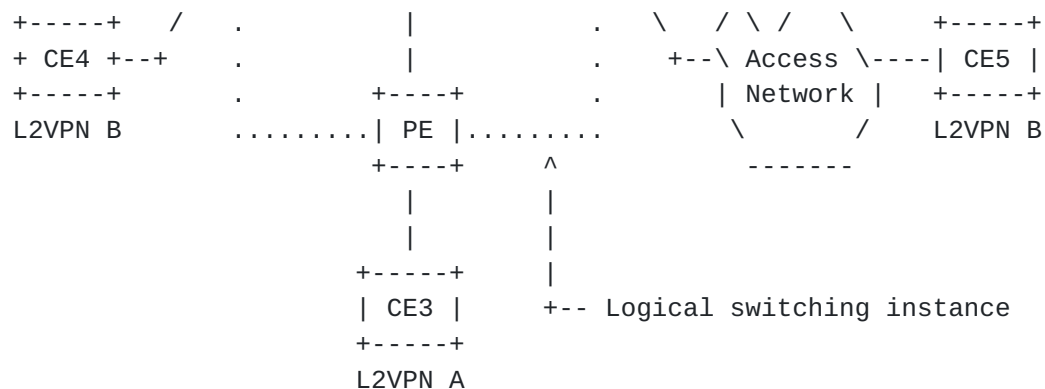 +-----+   /   .         |          .   \   / \ /   \     +-----+
+ CE4 +--+    .         |          .    +--\ Access \----| CE5 |
+-----+       .       +----+       .       | Network |   +-----+
L2VPN B       .........| PE |.........       \       /    L2VPN B
                     +----+     ^           -------
                       |        |
                       |        |
                    +-----+     |
                    | CE3 |     +-- Logical switching instance
                    +-----+
                    L2VPN A